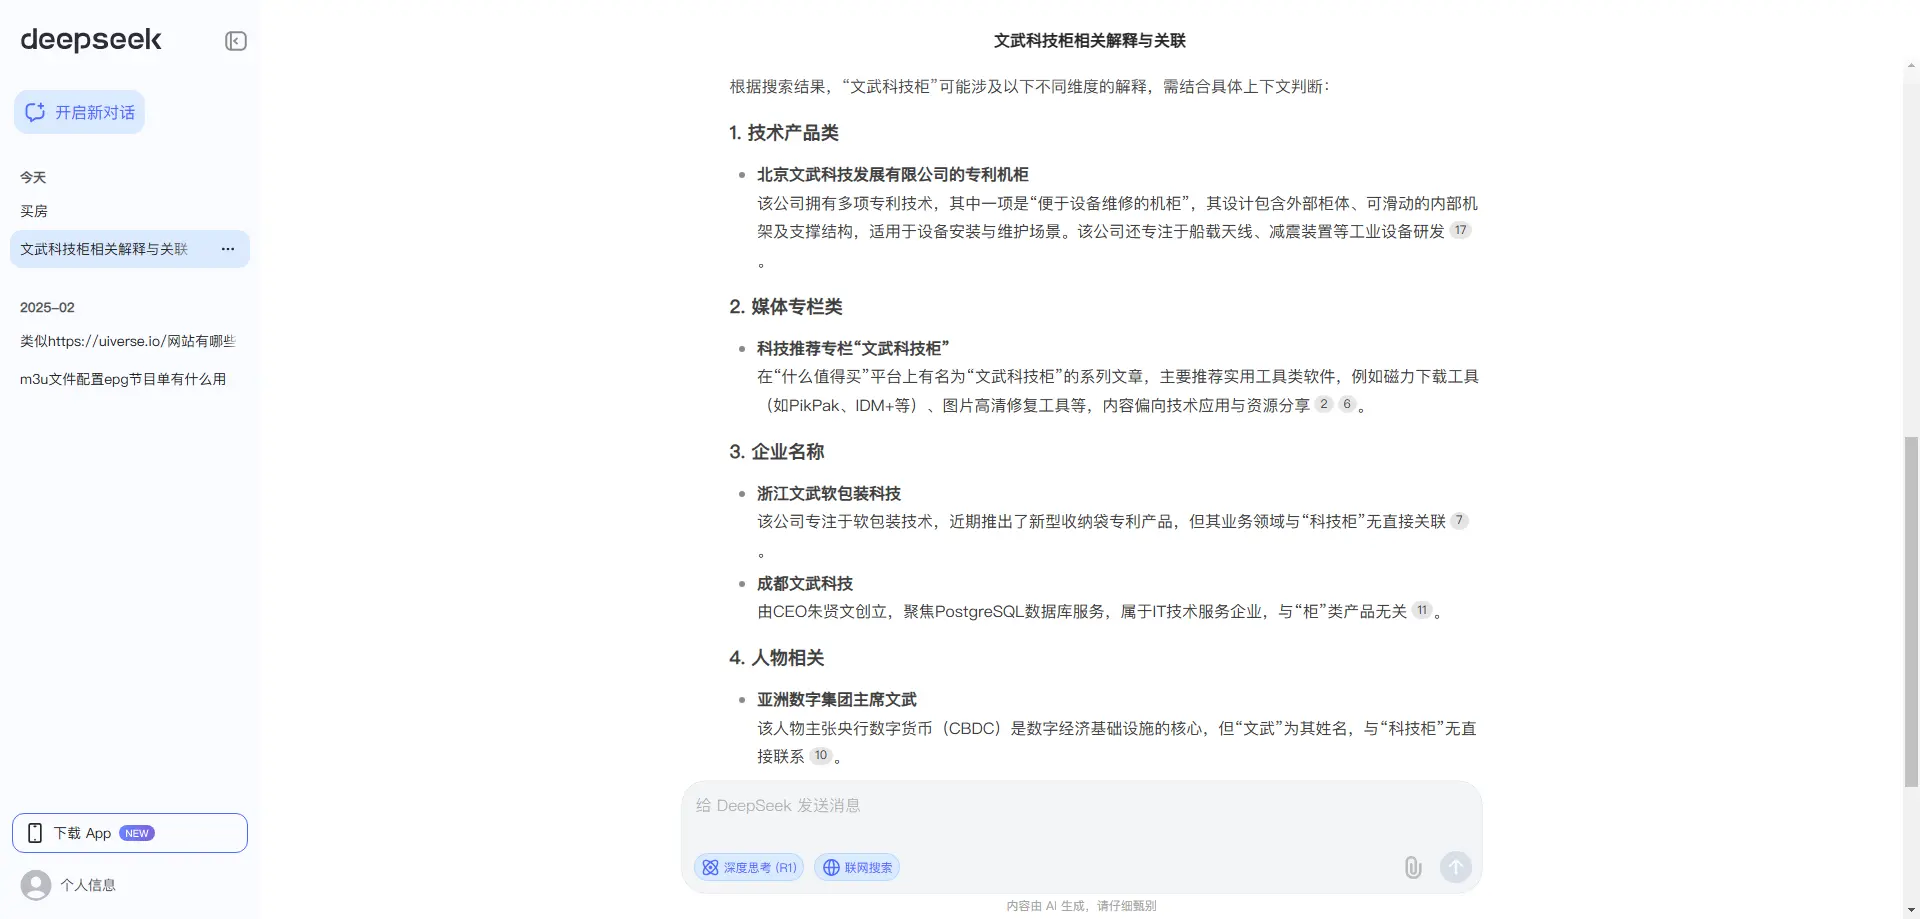 deepseek
开启新对话
今天
买房
文武科技柜相关解释与关联
2025-02
类似https://uiverse.io/网站有哪些
m3u文件配置epg节目单有什么用
下载 App NEW
个人信息
文武科技柜相关解释与关联
根据搜索结果，“文武科技柜”可能涉及以下不同维度的解释，需结合具体上下文判断：
1. 技术产品类
北京文武科技发展有限公司的专利机柜
该公司拥有多项专利技术，其中一项是“便于设备维修的机柜”，其设计包含外部柜体、可滑动的内部机
架及支撑结构，适用于设备安装与维护场景。该公司还专注于船载天线、减震装置等工业设备研发 17
。
2. 媒体专栏类
科技推荐专栏“文武科技柜”
在“什么值得买”平台上有名为“文武科技柜”的系列文章，主要推荐实用工具类软件，例如磁力下载工具
（如PikPak、IDM+等）、图片高清修复工具等，内容偏向技术应用与资源分享 2 6 。
3. 企业名称
浙江文武软包装科技
该公司专注于软包装技术，近期推出了新型收纳袋专利产品，但其业务领域与“科技柜”无直接关联 7
。
成都文武科技
由CEO朱贤文创立，聚焦PostgreSQL数据库服务，属于IT技术服务企业，与“柜”类产品无关 11 。
4. 人物相关
亚洲数字集团主席文武
该人物主张央行数字货币（CBDC）是数字经济基础设施的核心，但“文武”为其姓名，与“科技柜”无直
接联系 10 。
给 DeepSeek 发送消息
深度思考 (R1) 联网搜索
内容由 AI 生成，请仔细甄别